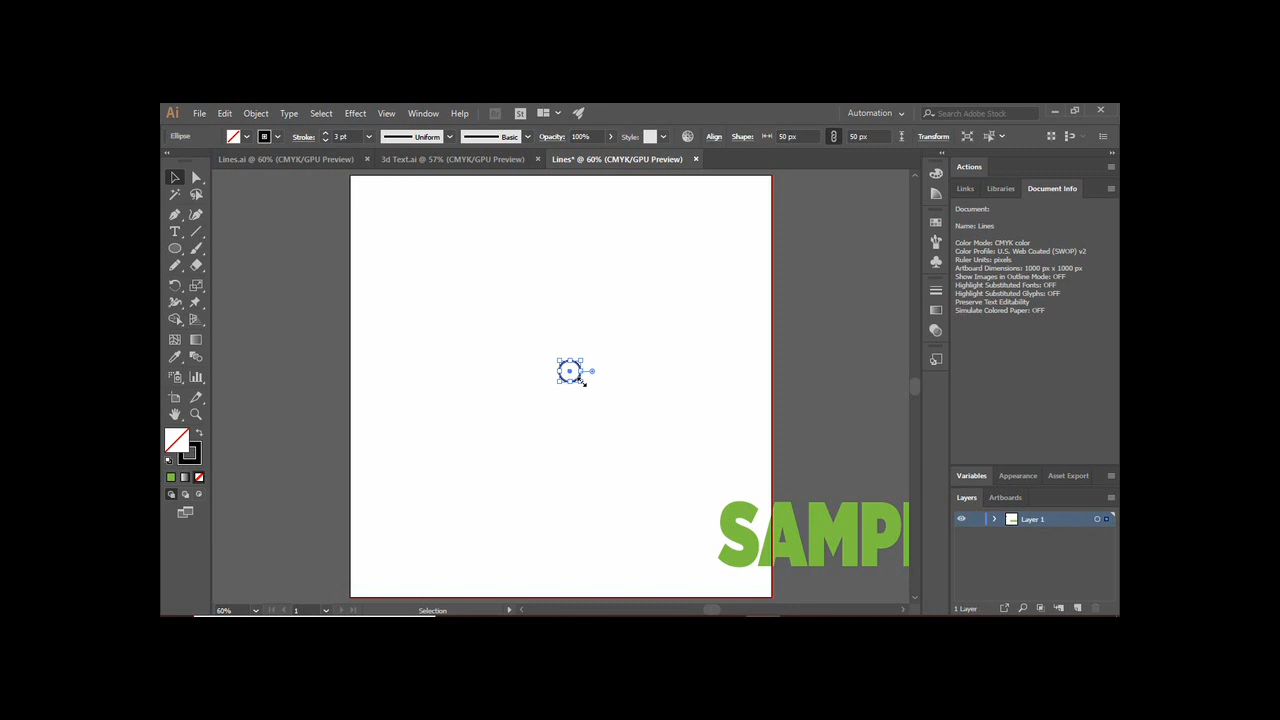 Ai File Edit Object Type Select Effect View Window Help Br St Automation Search Adobe Stock
Ellipse Stroke: 3 pt Uniform Basic Opacity: 100% Style: Align Shape: 50 px 50 px Transform
Lines.ai @ 60% (CMYK/GPU Preview) 3d Text.ai @ 57% (CMYK/GPU Preview) Lines* @ 60% (CMYK/GPU Preview)
Actions
Links Libraries Document Info
Document:
Name: Lines
Color Mode: CMYK color
Color Profile: U.S. Web Coated (SWOP) v2
Ruler Units: pixels
Artboard Dimensions: 1000 px x 1000 px
Show Images in Outline Mode: OFF
Highlight Substituted Fonts: OFF
Highlight Substituted Glyphs: OFF
Preserve Text Editability
Simulate Colored Paper: OFF
SAMPL
Variables Appearance Asset Export
Layers Artboards
Layer 1
1 Layer
60% 1 Selection